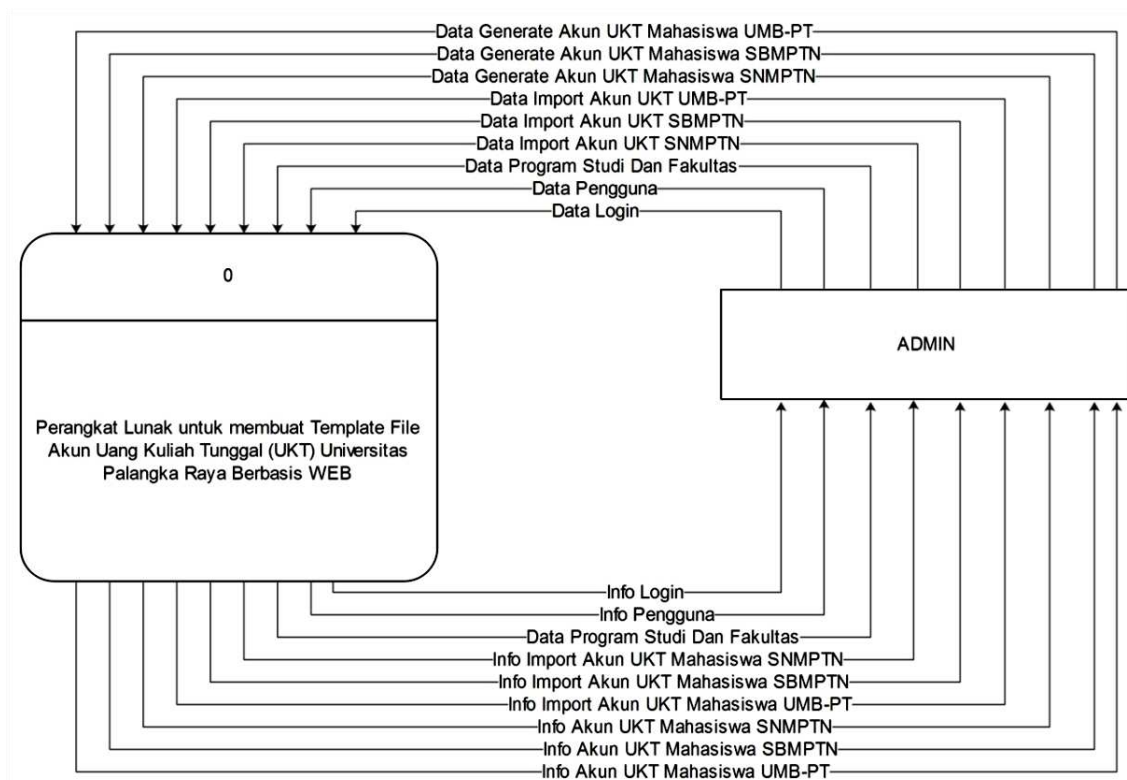 Data Generate Akun UKT Mahasiswa UMB-PT
Data Generate Akun UKT Mahasiswa SBMPTN
Data Generate Akun UKT Mahasiswa SNMPTN
Data Import Akun UKT UMB-PT
Data Import Akun UKT SBMPTN
Data Import Akun UKT SNMPTN
Data Program Studi Dan Fakultas
Data Pengguna
Data Login
0
Perangkat Lunak untuk membuat Template File
Akun Uang Kuliah Tunggal (UKT) Universitas
Palangka Raya Berbasis WEB
ADMIN
Info Login
Info Pengguna
Data Program Studi Dan Fakultas
Info Import Akun UKT Mahasiswa SNMPTN
Info Import Akun UKT Mahasiswa SBMPTN
Info Import Akun UKT Mahasiswa UMB-PT
Info Akun UKT Mahasiswa SNMPTN
Info Akun UKT Mahasiswa SBMPTN
Info Akun UKT Mahasiswa UMB-PT